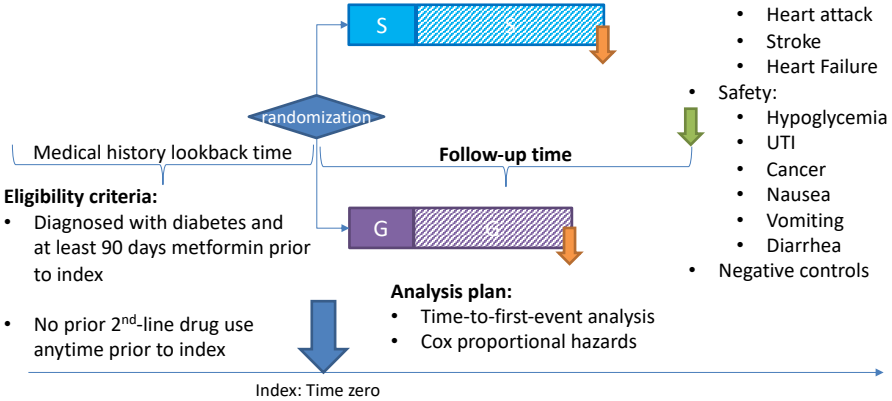 S S
randomization
Medical history lookback time
Follow-up time
Eligibility criteria:
• Diagnosed with diabetes and
at least 90 days metformin prior
to index
• No prior 2nd-line drug use
anytime prior to index
G G
Analysis plan:
• Time-to-first-event analysis
• Cox proportional hazards
• Heart attack
• Stroke
• Heart Failure
• Safety:
• Hypoglycemia
• UTI
• Cancer
• Nausea
• Vomiting
• Diarrhea
• Negative controls
Index: Time zero